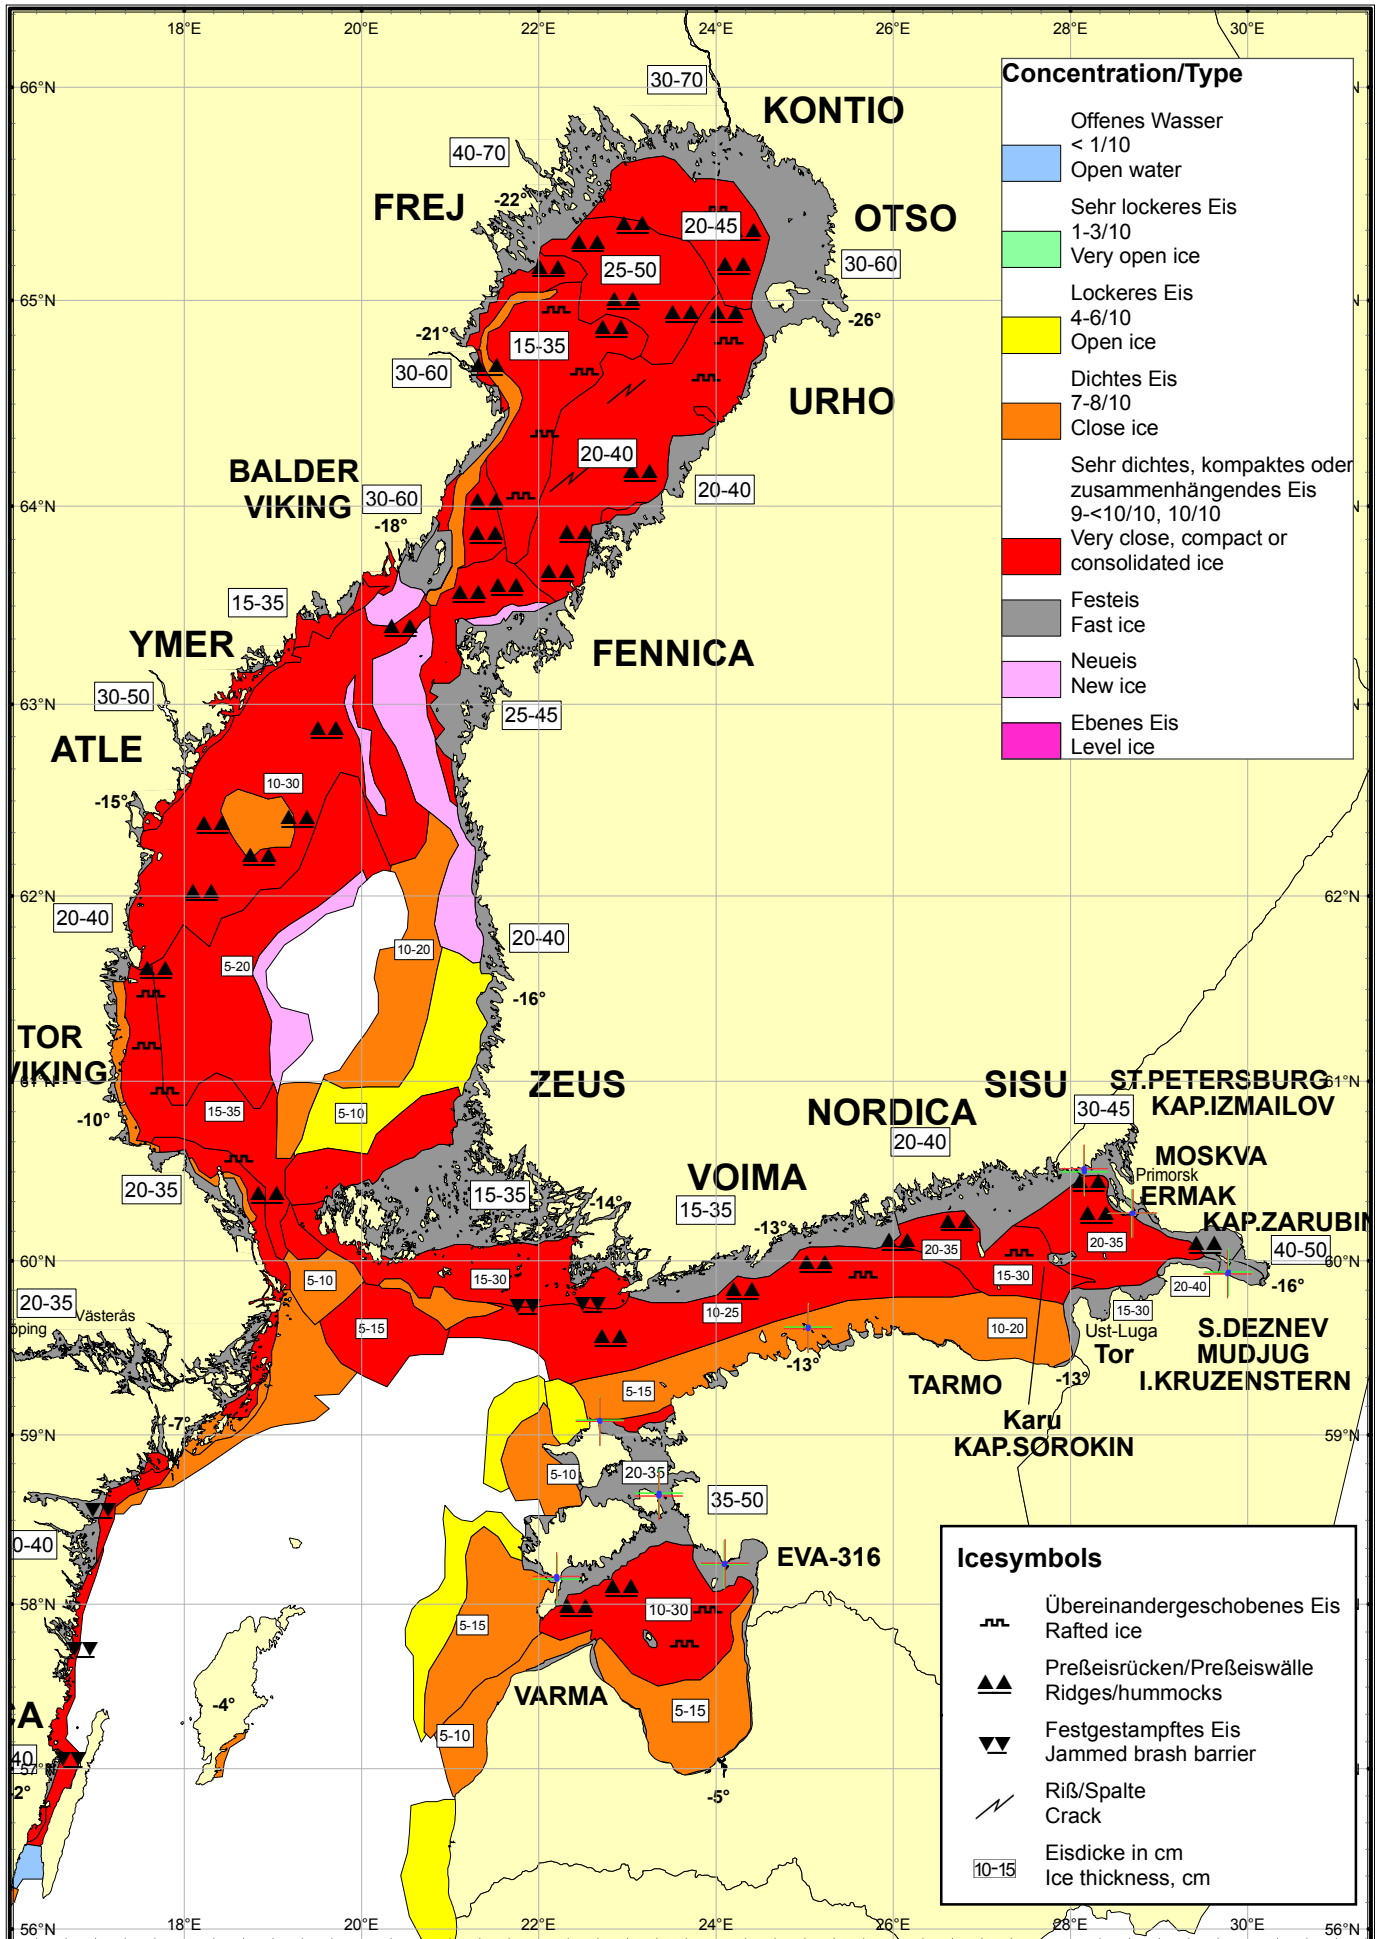 18°E
20°E
22°E
24°E
26°E
28°E
30°E
66°N
30-70
KONTIO
40-70
FREJ
-22°
20-45
OTSO
25-50
30-60
65°N
-26°
-21°
15-35
30-60
URHO
BALDER
VIKING
20-40
30-60
20-40
64°N
-18°
15-35
YMER
FENNICA
30-50
63°N
25-45
ATLE
-15°
10-30
62°N
62°N
20-40
20-40
5-20
10-20
-16°
TOR
VIKING
ZEUS
61°N
61°N
-10°
15-35
5-10
20-35
15-35
-14°
VOIMA
15-35
-13°
NORDICA
20-40
SISU
30-45
ST.PETERSBURG
KAP.IZMAILOV
MOSKVA
Primorsk
ERMAK
KAP.ZARUBIN
40-50
-16°
60°N
60°N
20-35
20-35
15-30
20-40
15-30
10-25
10-20
15-30
5-10
5-15
20-35
Västerås
öping
Ust-Luga
Tor
S.DEZNEV
MUDJUG
I.KRUZENSTERN
-13°
-13°
TARMO
Karu
KAP.SOROKIN
5-15
-7°
59°N
59°N
5-10
20-35
35-50
0-40
EVA-316
58°N
58°N
5-15
10-30
VARMA
-4°
CA
5-15
5-10
40
57°N
-2°
-5°
56°N
56°N
18°E
20°E
22°E
24°E
26°E
28°E
30°E
Concentration/Type
Offenes Wasser
< 1/10
Open water
Sehr lockeres Eis
1-3/10
Very open ice
Lockeres Eis
4-6/10
Open ice
Dichtes Eis
7-8/10
Close ice
Sehr dichtes, kompaktes oder
zusammenhängendes Eis
9-<10/10, 10/10
Very close, compact or
consolidated ice
Festeis
Fast ice
Neueis
New ice
Ebenes Eis
Level ice
Icesymbols
Übereinandergeschobenes Eis
Rafted ice
Preßeisrücken/Preßeiswälle
Ridges/hummocks
Festgestampftes Eis
Jammed brash barrier
Riß/Spalte
Crack
10-15
Eisdicke in cm
Ice thickness, cm